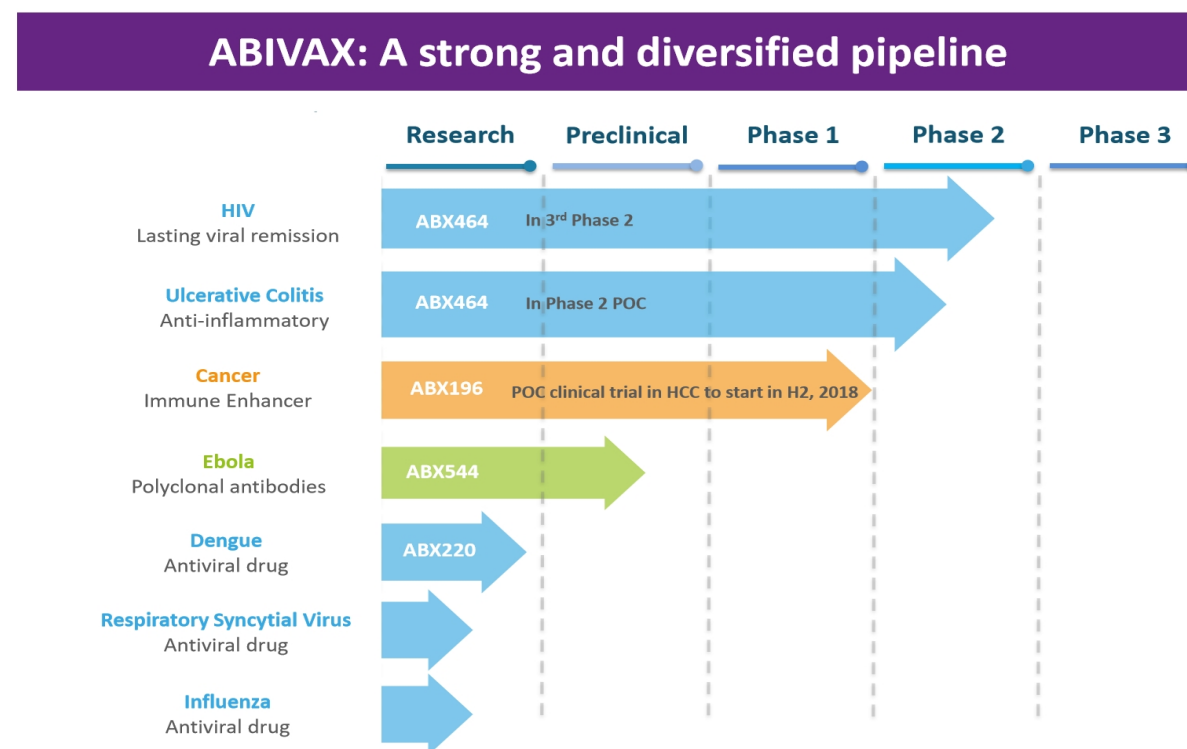 ABIVAX: A strong and diversified pipeline
Research Preclinical Phase 1 Phase 2 Phase 3
HIV
Lasting viral remission
ABX464 In 3rd Phase 2
Ulcerative Colitis
Anti-inflammatory
ABX464 In Phase 2 POC
Cancer
Immune Enhancer
ABX196 POC clinical trial in HCC to start in H2, 2018
Ebola
Polyclonal antibodies
ABX544
Dengue
Antiviral drug
ABX220
Respiratory Syncytial Virus
Antiviral drug
Influenza
Antiviral drug